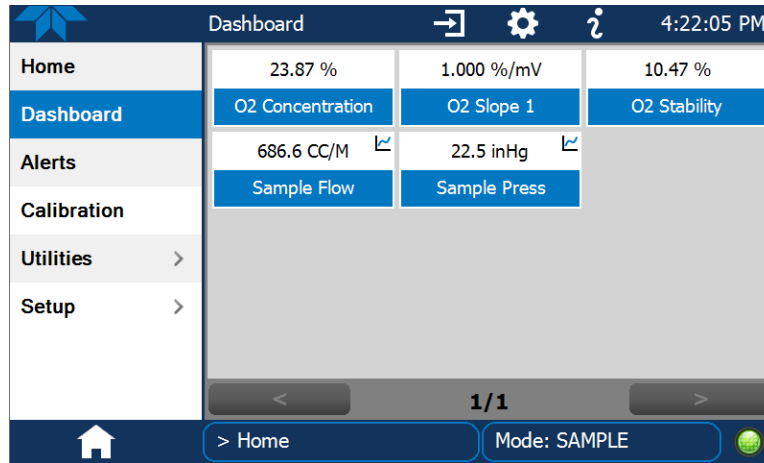 Dashboard 4:22:05 PM
Home
Dashboard
Alerts
Calibration
Utilities >
Setup >
23.87 % 1.000 %/mV 10.47 %
O2 Concentration O2 Slope 1 O2 Stability
686.6 CC/M 22.5 inHg
Sample Flow Sample Press
< 1/1 >
> Home Mode: SAMPLE